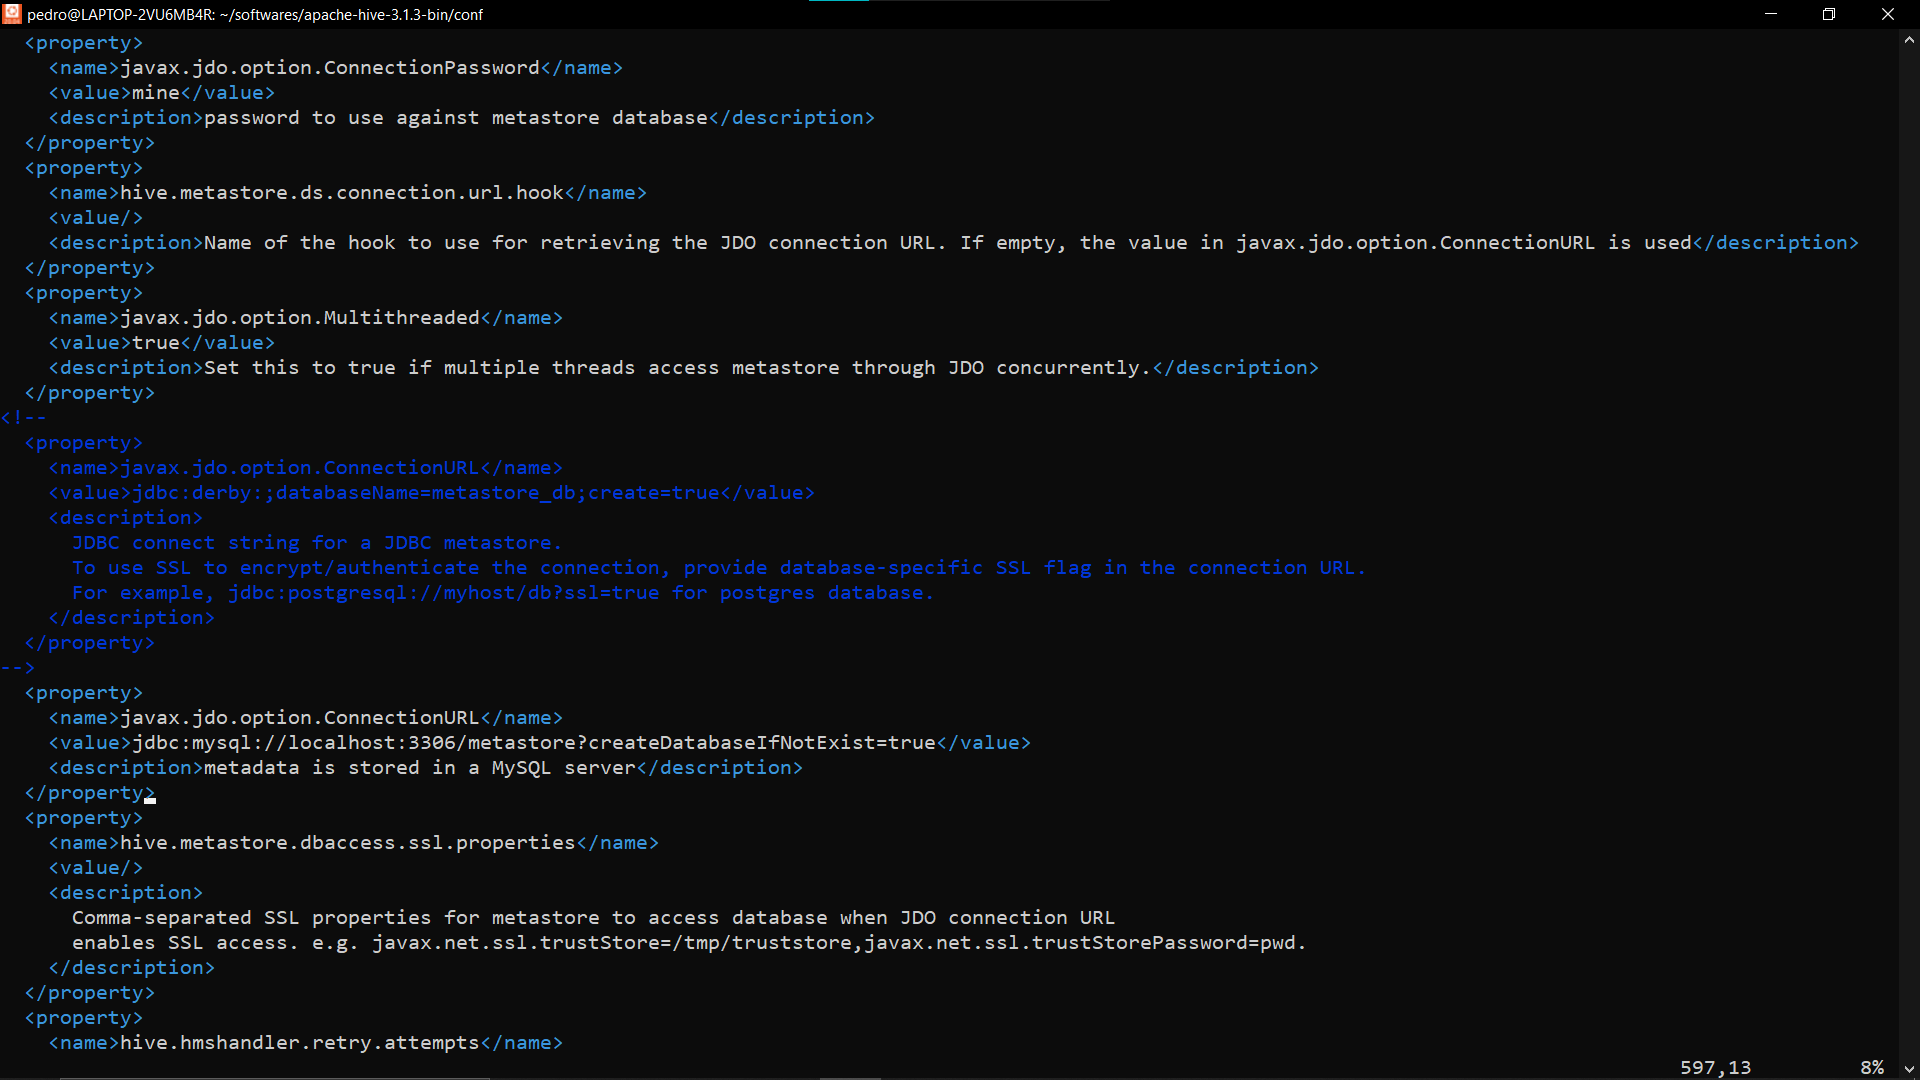 pedro@LAPTOP-2VU6MB4R: ~/softwares/apache-hive-3.1.3-bin/conf
  <property>
    <name>javax.jdo.option.ConnectionPassword</name>
    <value>mine</value>
    <description>password to use against metastore database</description>
  </property>
  <property>
    <name>hive.metastore.ds.connection.url.hook</name>
    <value/>
    <description>Name of the hook to use for retrieving the JDO connection URL. If empty, the value in javax.jdo.option.ConnectionURL is used</description>
  </property>
  <property>
    <name>javax.jdo.option.Multithreaded</name>
    <value>true</value>
    <description>Set this to true if multiple threads access metastore through JDO concurrently.</description>
  </property>
<!--
  <property>
    <name>javax.jdo.option.ConnectionURL</name>
    <value>jdbc:derby:;databaseName=metastore_db;create=true</value>
    <description>
      JDBC connect string for a JDBC metastore.
      To use SSL to encrypt/authenticate the connection, provide database-specific SSL flag in the connection URL.
      For example, jdbc:postgresql://myhost/db?ssl=true for postgres database.
    </description>
  </property>
-->
  <property>
    <name>javax.jdo.option.ConnectionURL</name>
    <value>jdbc:mysql://localhost:3306/metastore?createDatabaseIfNotExist=true</value>
    <description>metadata is stored in a MySQL server</description>
  </property>
  <property>
    <name>hive.metastore.dbaccess.ssl.properties</name>
    <value/>
    <description>
      Comma-separated SSL properties for metastore to access database when JDO connection URL
      enables SSL access. e.g. javax.net.ssl.trustStore=/tmp/truststore,javax.net.ssl.trustStorePassword=pwd.
    </description>
  </property>
  <property>
    <name>hive.hmshandler.retry.attempts</name>
597,13 8%